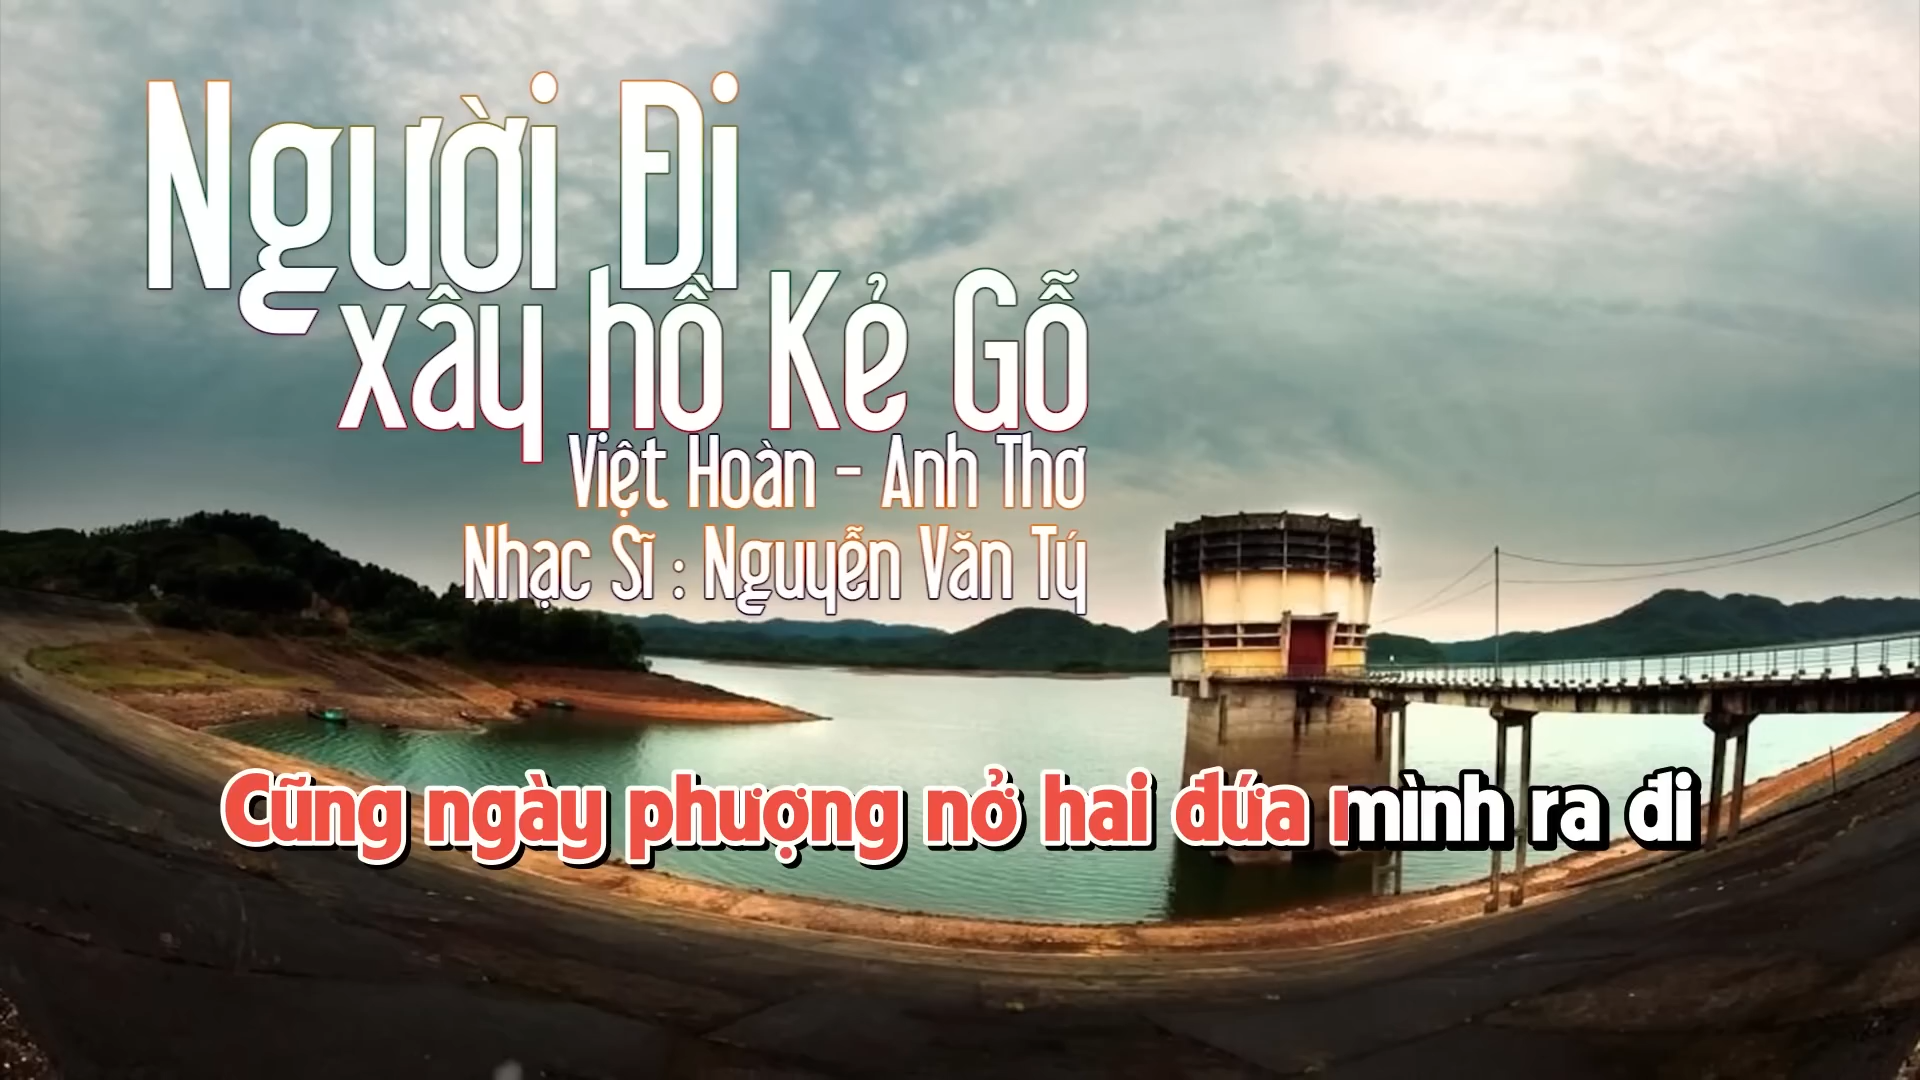 Người Đi
xây hồ Kẻ Gỗ
Việt Hoàn - Anh Thơ
Nhạc Sĩ : Nguyễn Văn Tý
Cũng ngày phượng nở hai đứa mình ra đi